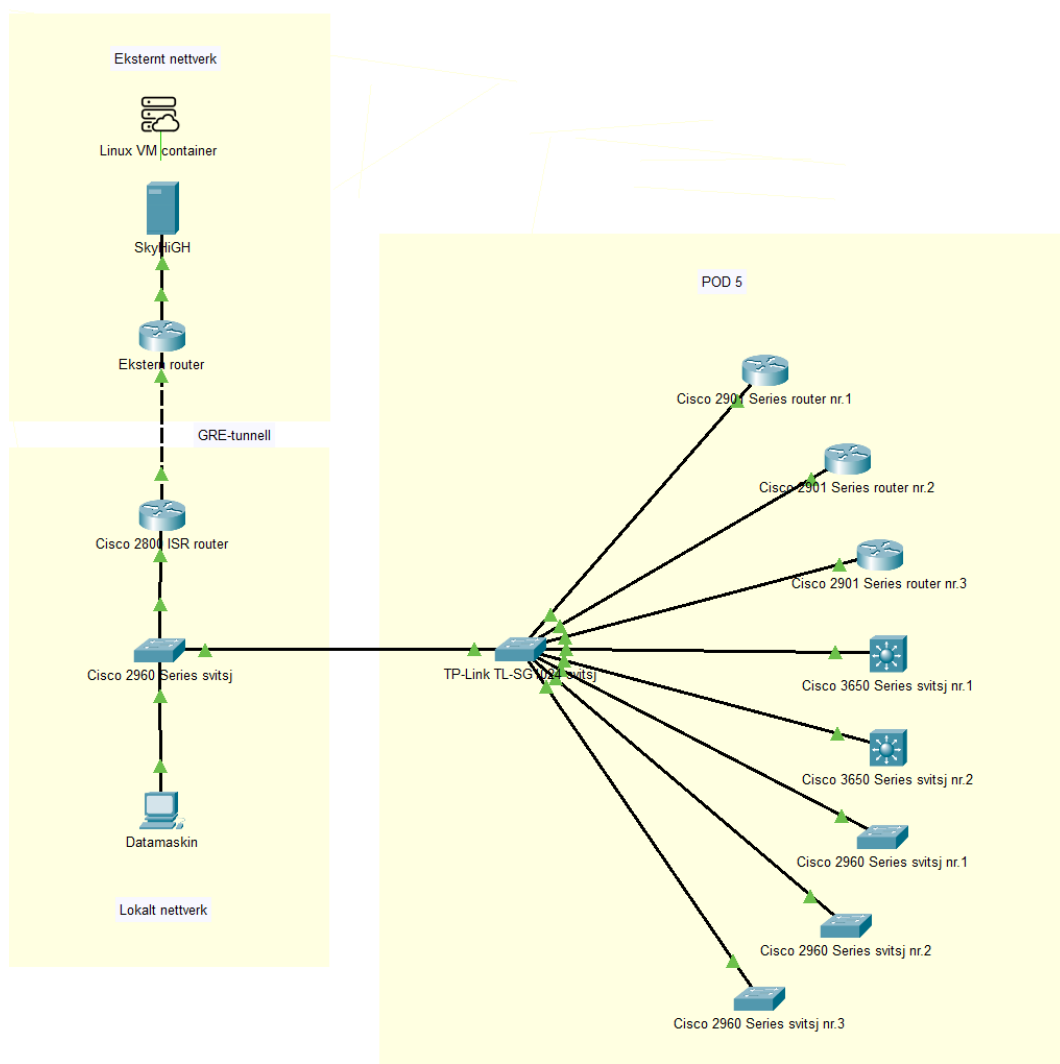 Eksternt nettverk
Linux VM container
SkyHiGH
Ekstern router
GRE-tunnell
Cisco 2800 ISR router
Cisco 2960 Series svitsj
Datamaskin
Lokalt nettverk
POD 5
Cisco 2901 Series router nr.1
Cisco 2901 Series router nr.2
Cisco 2901 Series router nr.3
TP-Link TL-SG1024 svitsj
Cisco 3650 Series svitsj nr.1
Cisco 3650 Series svitsj nr.2
Cisco 2960 Series svitsj nr.1
Cisco 2960 Series svitsj nr.2
Cisco 2960 Series svitsj nr.3